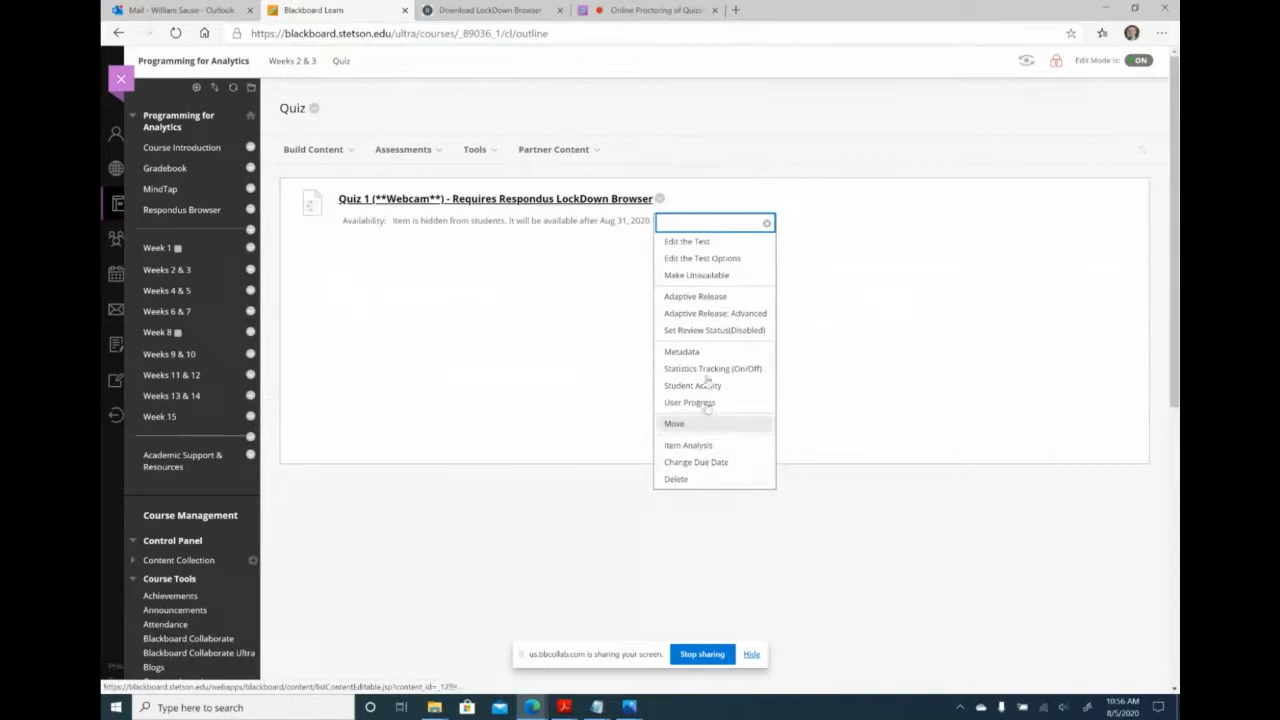 Mail - William Sause - Outlook
Blackboard Learn
Download LockDown Browser
Online Proctoring of Quizz
https://blackboard.stetson.edu/ultra/courses/_89036_1/cl/outline
Programming for Analytics
Weeks 2 & 3
Quiz
Edit Mode is:
ON
Programming for
Analytics
Course Introduction
Gradebook
MindTap
Respondus Browser
Week 1
Weeks 2 & 3
Weeks 4 & 5
Weeks 6 & 7
Week 8
Weeks 9 & 10
Weeks 11 & 12
Weeks 13 & 14
Week 15
Academic Support &
Resources
Course Management
Control Panel
Content Collection
Course Tools
Achievements
Announcements
Attendance
Blackboard Collaborate
Blackboard Collaborate Ultra
Blogs
Quiz
Build Content
Assessments
Tools
Partner Content
Quiz 1 (**Webcam**) - Requires Respondus LockDown Browser
Availability: Item is hidden from students. It will be available after Aug 31, 2020
Edit the Test
Edit the Test Options
Make Unavailable
Adaptive Release
Adaptive Release: Advanced
Set Review Status(Disabled)
Metadata
Statistics Tracking (On/Off)
Student Activity
User Progress
Move
Item Analysis
Change Due Date
Delete
us.bbcollab.com is sharing your screen.
Stop sharing
Hide
Type here to search
10:56 AM
8/5/2020